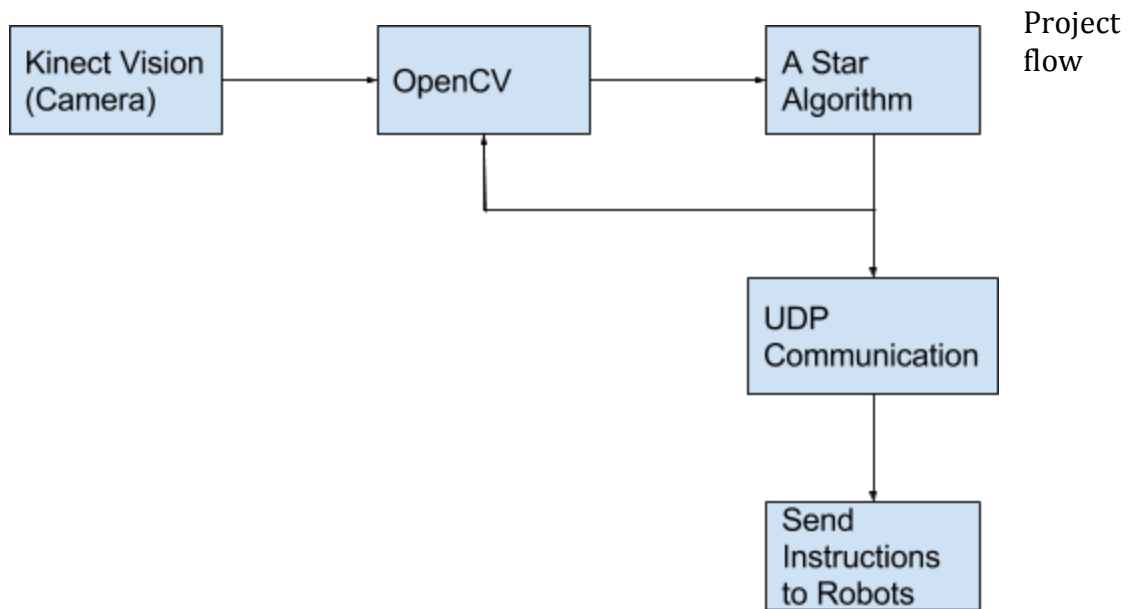 Project
flow
Kinect Vision
(Camera)
OpenCV
A Star
Algorithm
UDP
Communication
Send
Instructions
to Robots